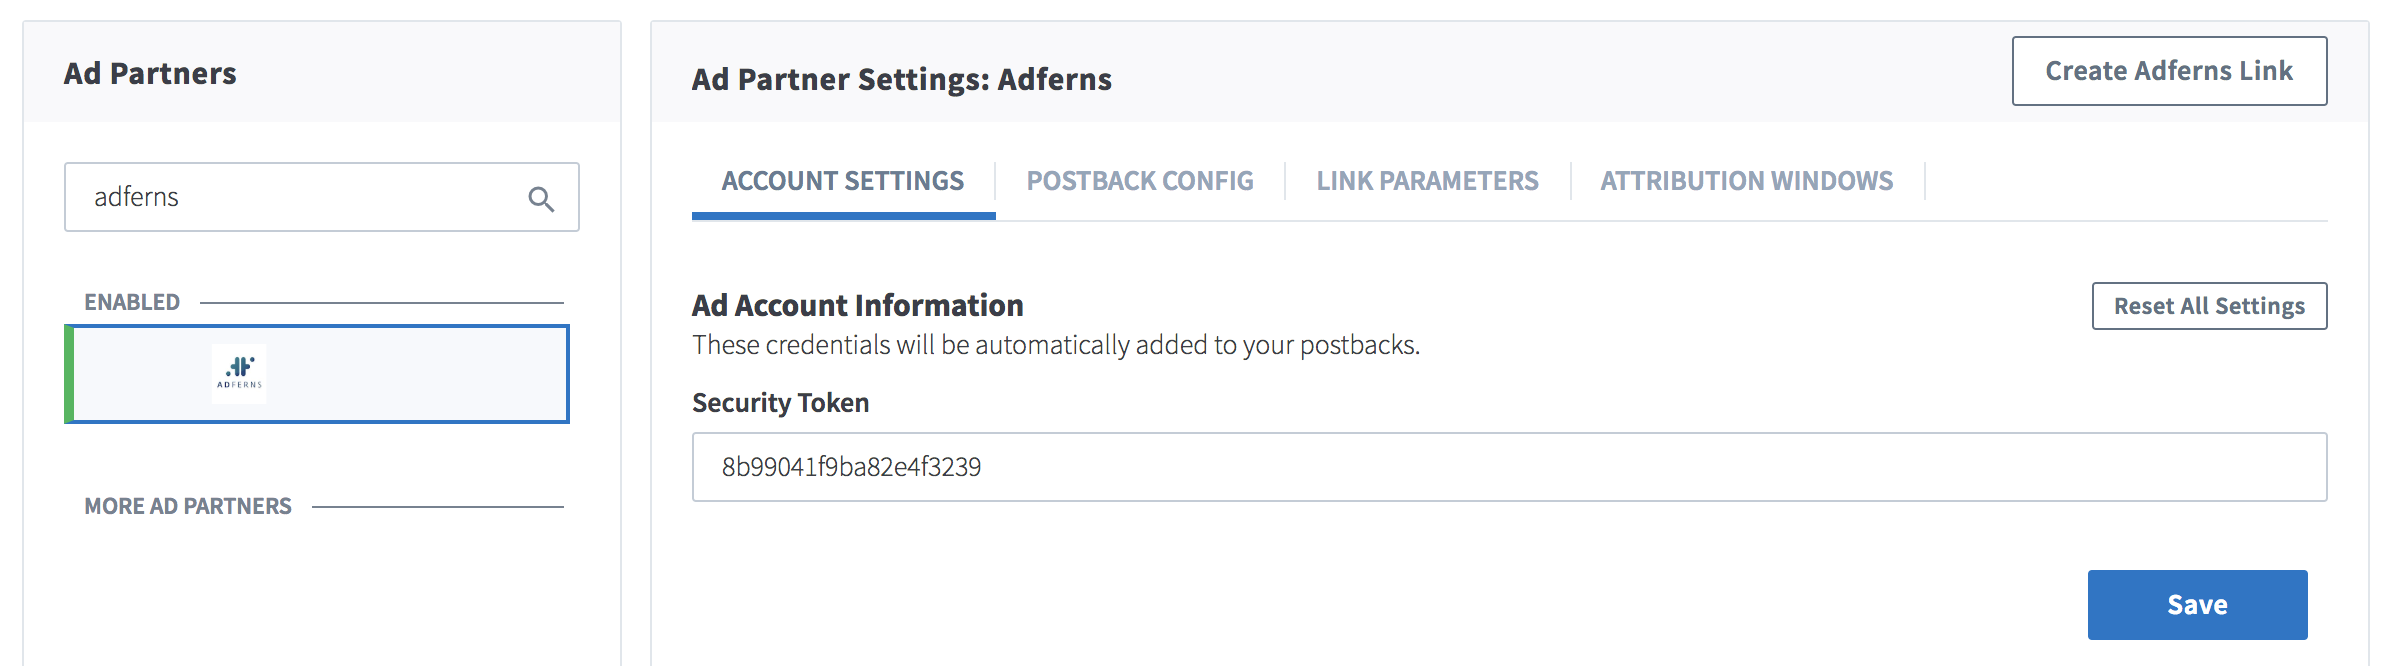 Ad Partners
adferns
ENABLED
ADFERNS
MORE AD PARTNERS
Ad Partner Settings: Adferns
Create Adferns Link
ACCOUNT SETTINGS
POSTBACK CONFIG
LINK PARAMETERS
ATTRIBUTION WINDOWS
Ad Account Information
Reset All Settings
These credentials will be automatically added to your postbacks.
Security Token
8b99041f9ba82e4f3239
Save